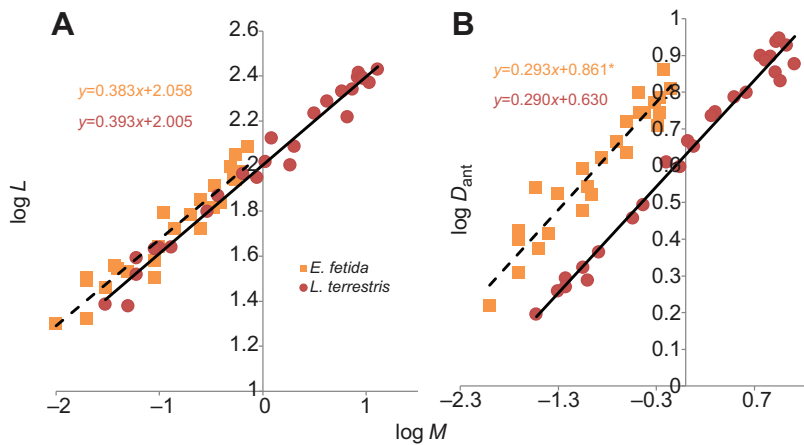 A
y=0.383x+2.058
y=0.393x+2.005
log L
2.6
2.4
2.2
2
1.8
1.6
1.4
1.2
1
E. fetida
L. terrestris
−2
−1
0
1
B
y=0.293x+0.861*
y=0.290x+0.630
log Dant
1
0.9
0.8
0.7
0.6
0.5
0.4
0.3
0.2
0.1
0
−2.3
−1.3
−0.3
0.7
log M